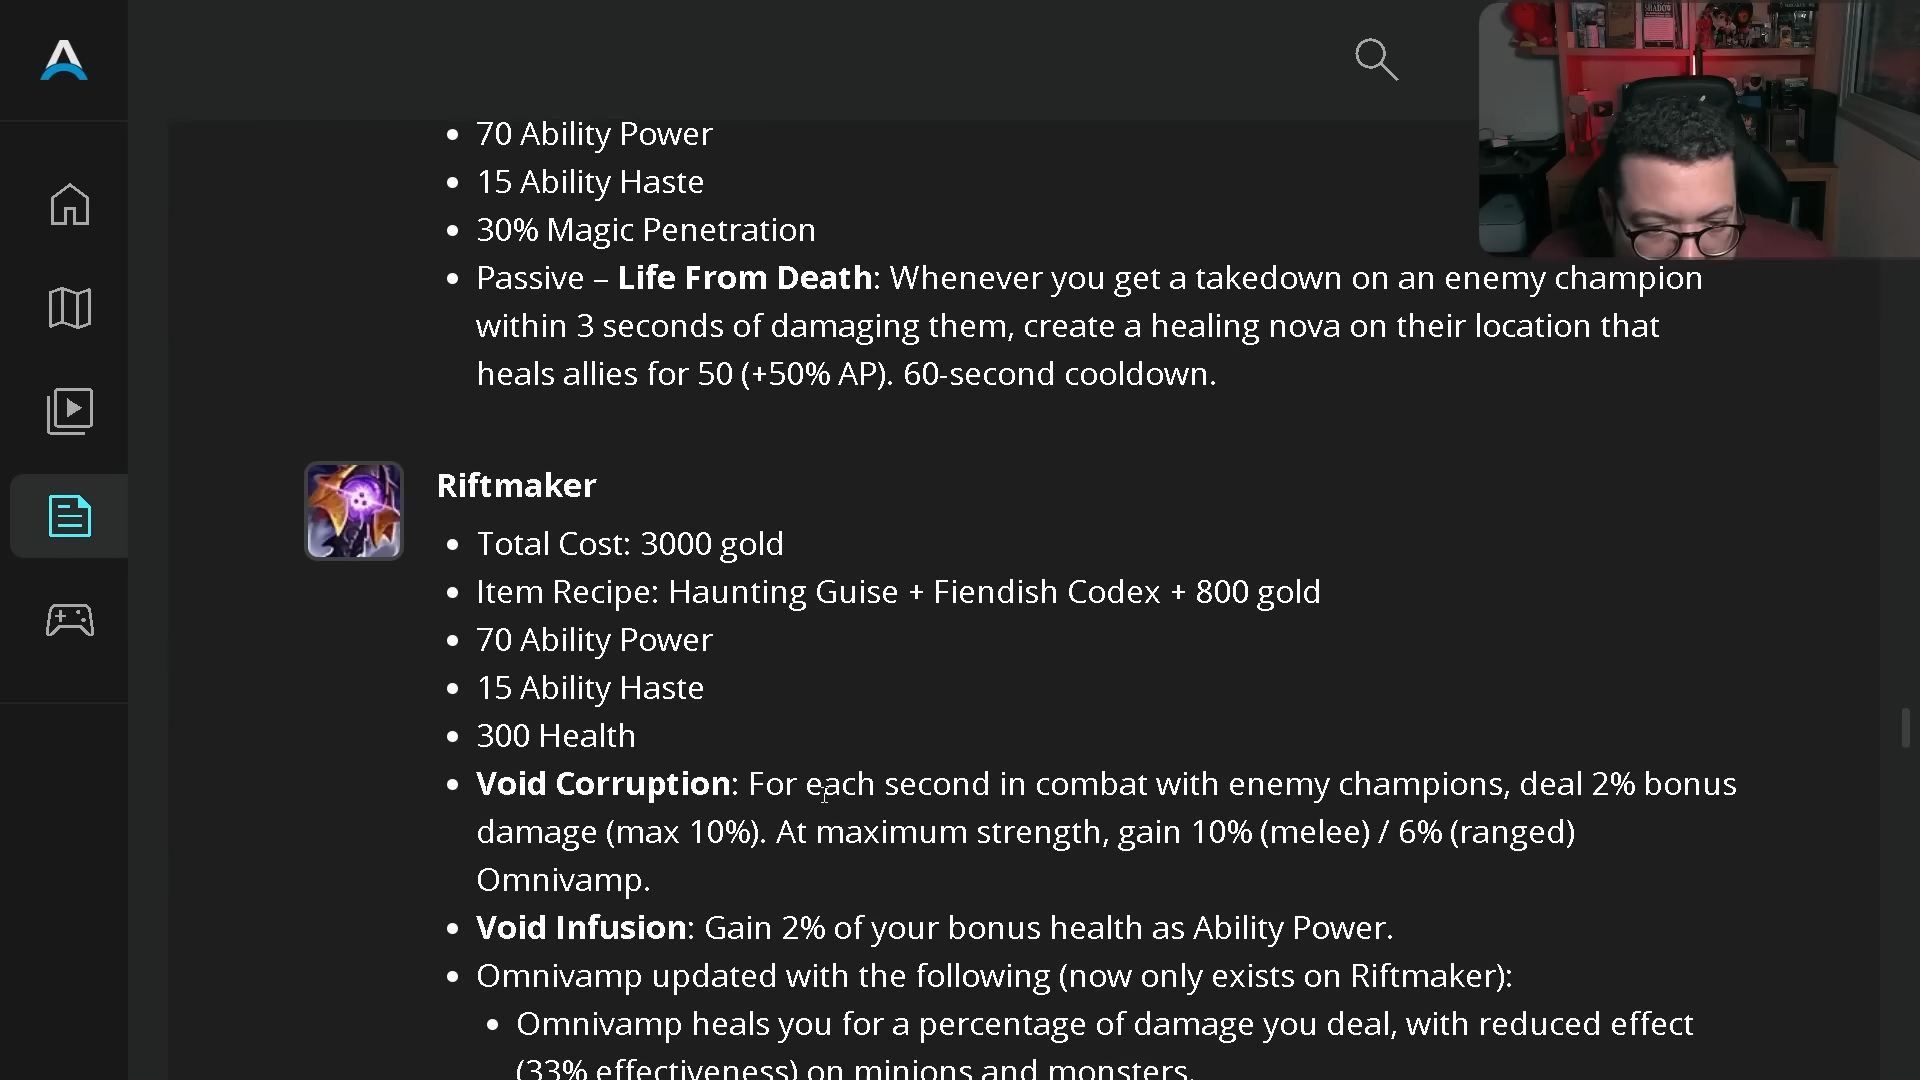 • 70 Ability Power
• 15 Ability Haste
• 30% Magic Penetration
• Passive – Life From Death: Whenever you get a takedown on an enemy champion
within 3 seconds of damaging them, create a healing nova on their location that
heals allies for 50 (+50% AP). 60-second cooldown.
Riftmaker
• Total Cost: 3000 gold
• Item Recipe: Haunting Guise + Fiendish Codex + 800 gold
• 70 Ability Power
• 15 Ability Haste
• 300 Health
• Void Corruption: For each second in combat with enemy champions, deal 2% bonus
damage (max 10%). At maximum strength, gain 10% (melee) / 6% (ranged)
Omnivamp.
• Void Infusion: Gain 2% of your bonus health as Ability Power.
• Omnivamp updated with the following (now only exists on Riftmaker):
• Omnivamp heals you for a percentage of damage you deal, with reduced effect
(33% effectiveness) on minions and monsters.
SHADOW